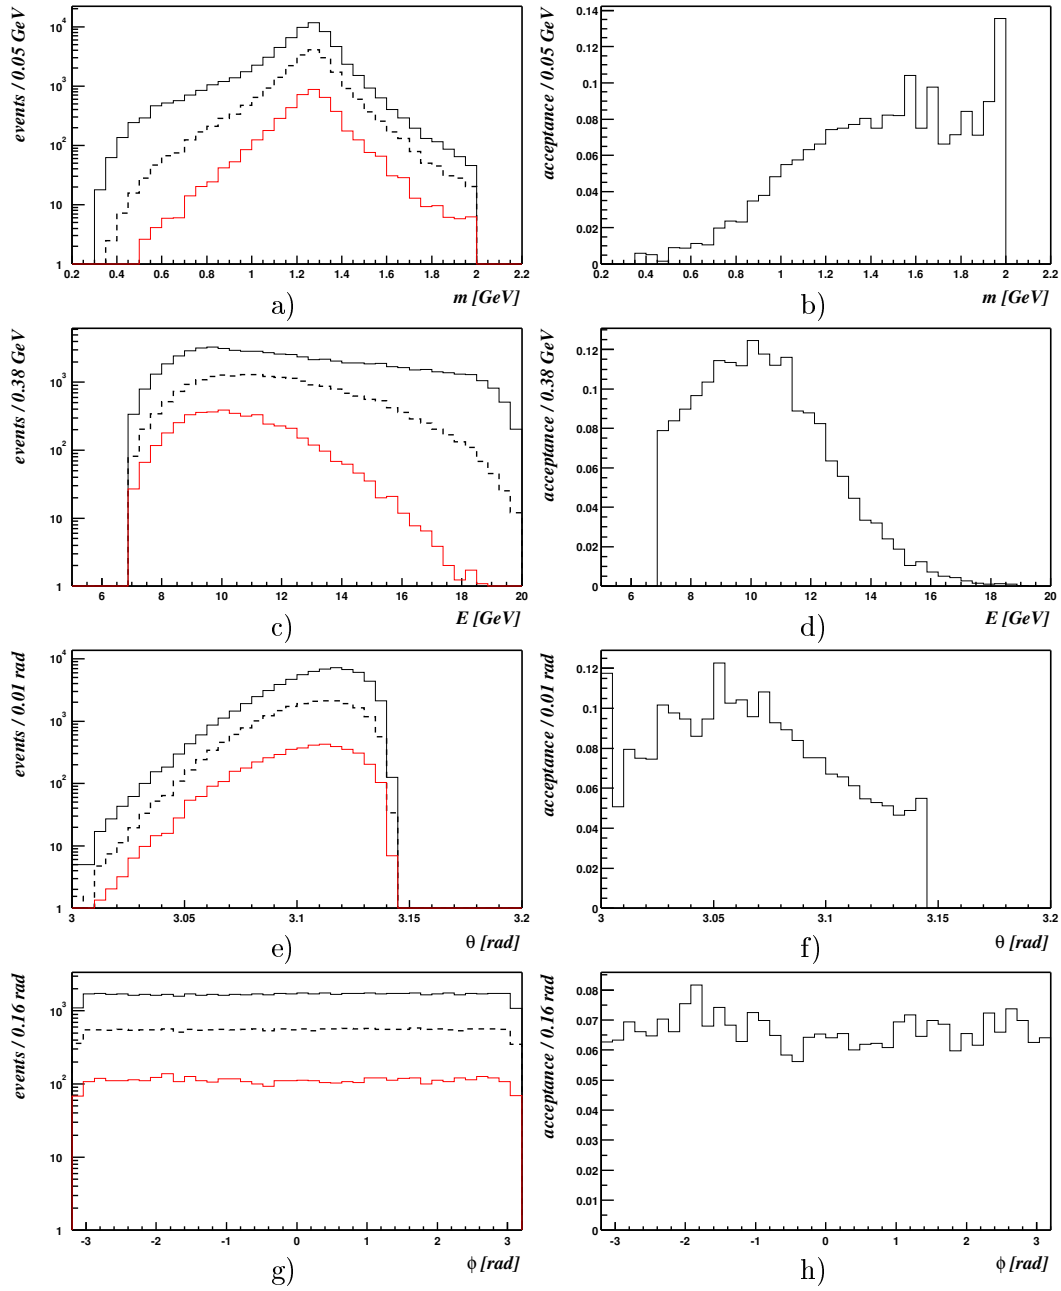 events / 0.05 GeV
10⁴
10³
10²
10
1
0.2 0.4 0.6 0.8 1 1.2 1.4 1.6 1.8 2 2.2
m [GeV]
a)
acceptance / 0.05 GeV
0.14
0.12
0.1
0.08
0.06
0.04
0.02
0
0.2 0.4 0.6 0.8 1 1.2 1.4 1.6 1.8 2 2.2
m [GeV]
b)
events / 0.38 GeV
10³
10²
10
1
6 8 10 12 14 16 18 20
E [GeV]
c)
acceptance / 0.38 GeV
0.12
0.1
0.08
0.06
0.04
0.02
0
6 8 10 12 14 16 18 20
E [GeV]
d)
events / 0.01 rad
10⁴
10³
10²
10
1
3 3.05 3.1 3.15 3.2
θ [rad]
e)
acceptance / 0.01 rad
0.12
0.1
0.08
0.06
0.04
0.02
0
3 3.05 3.1 3.15 3.2
θ [rad]
f)
events / 0.16 rad
10³
10²
10
1
-3 -2 -1 0 1 2 3
ϕ [rad]
g)
acceptance / 0.16 rad
0.08
0.07
0.06
0.05
0.04
0.03
0.02
0.01
0
-3 -2 -1 0 1 2 3
ϕ [rad]
h)